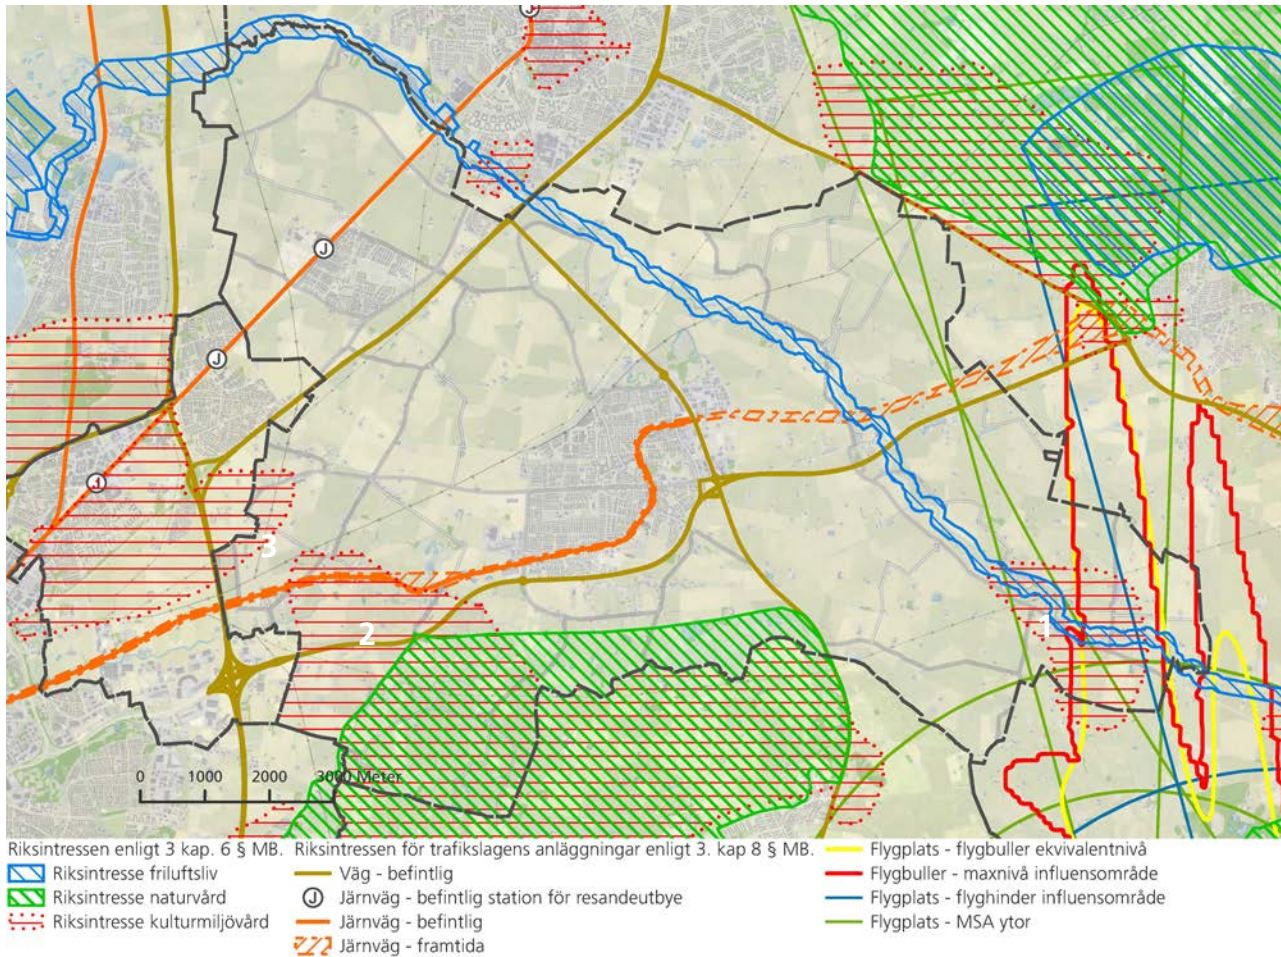 J
J
J
J
3
2
1
0 1000 2000 3000 Meter
Riksintressen enligt 3 kap. 6 § MB.
Riksintresse friluftsliv
Riksintresse naturvård
Riksintresse kulturmiljövård
Riksintressen för trafikslagens anläggningar enligt 3. kap 8 § MB.
Väg - befintlig
J Järnväg - befintlig station för resandeutbye
Järnväg - befintlig
Järnväg - framtida
Flygplats - flygbuller ekvivalentnivå
Flygbuller - maxnivå influensområde
Flygplats - flyghinder influensområde
Flygplats - MSA ytor